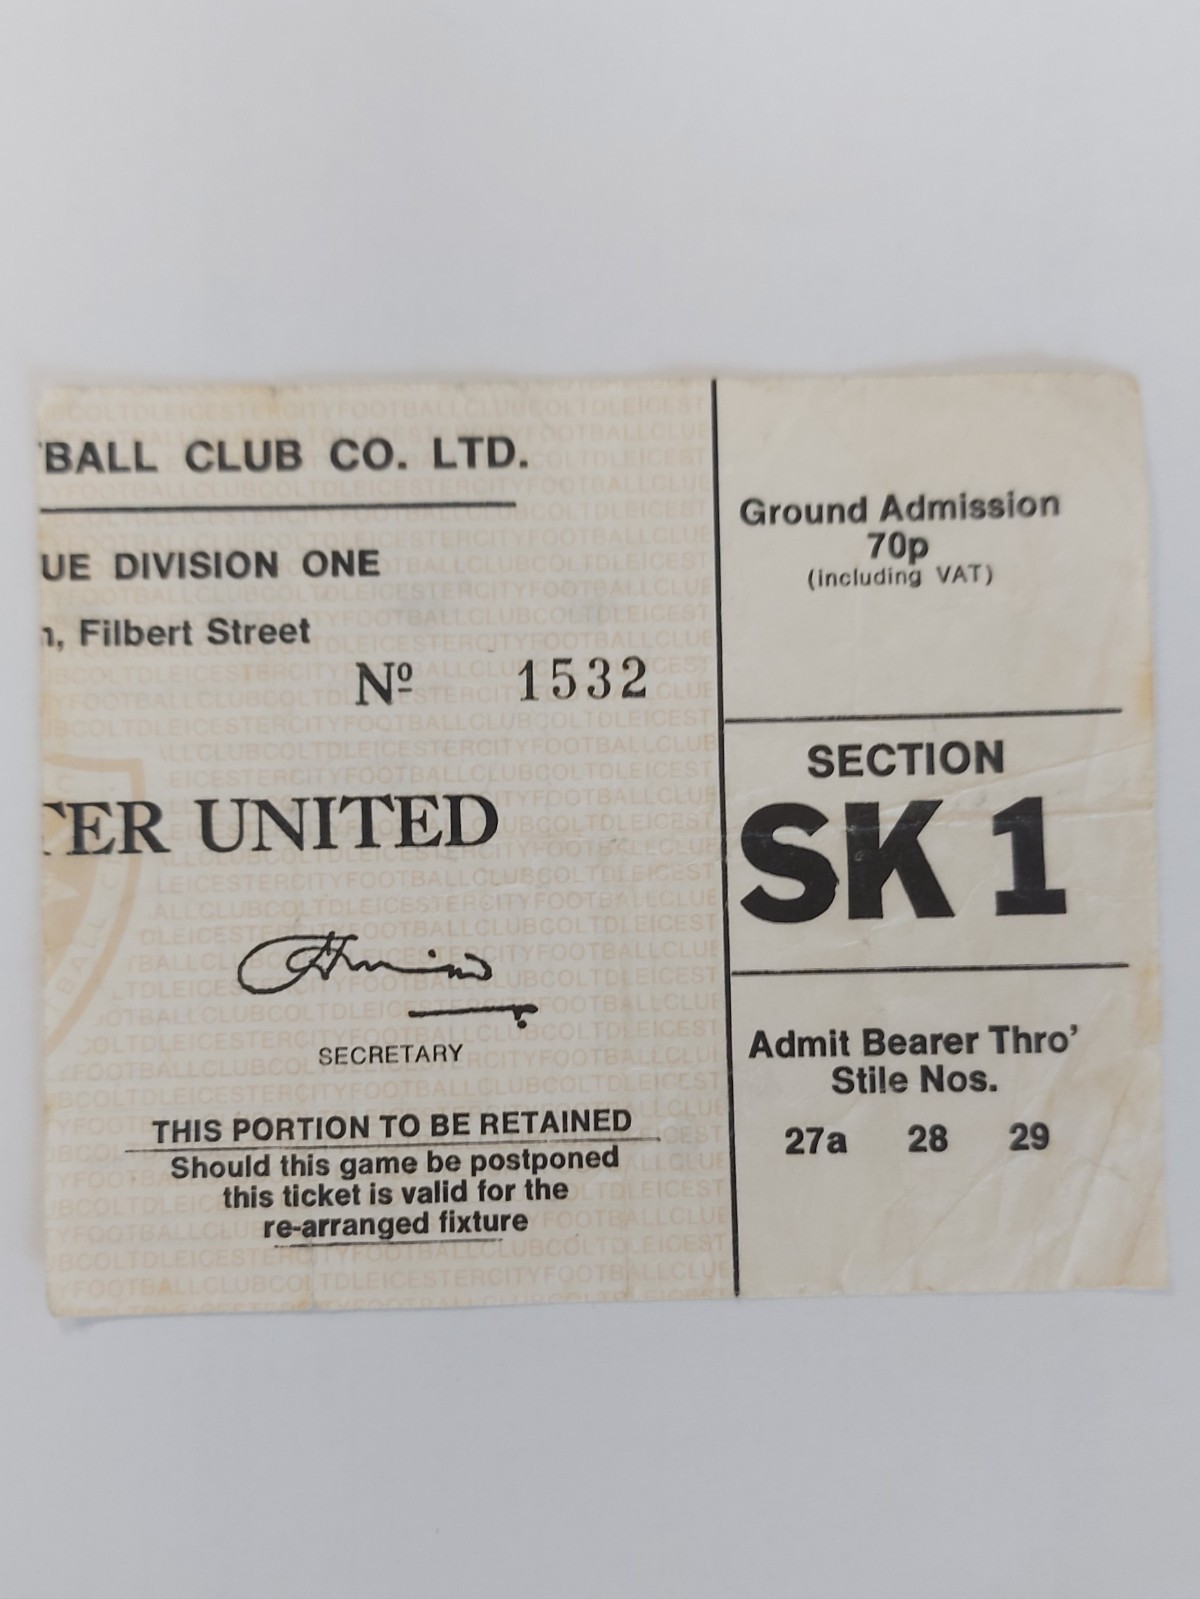 BALL CLUB CO. LTD.
UE DIVISION ONE
, Filbert Street
Nº 1532
TER UNITED
SECRETARY
THIS PORTION TO BE RETAINED
Should this game be postponed
this ticket is valid for the
re-arranged fixture
Ground Admission
70p
(including VAT)
SECTION
SK 1
Admit Bearer Thro'
Stile Nos.
27a 28 29